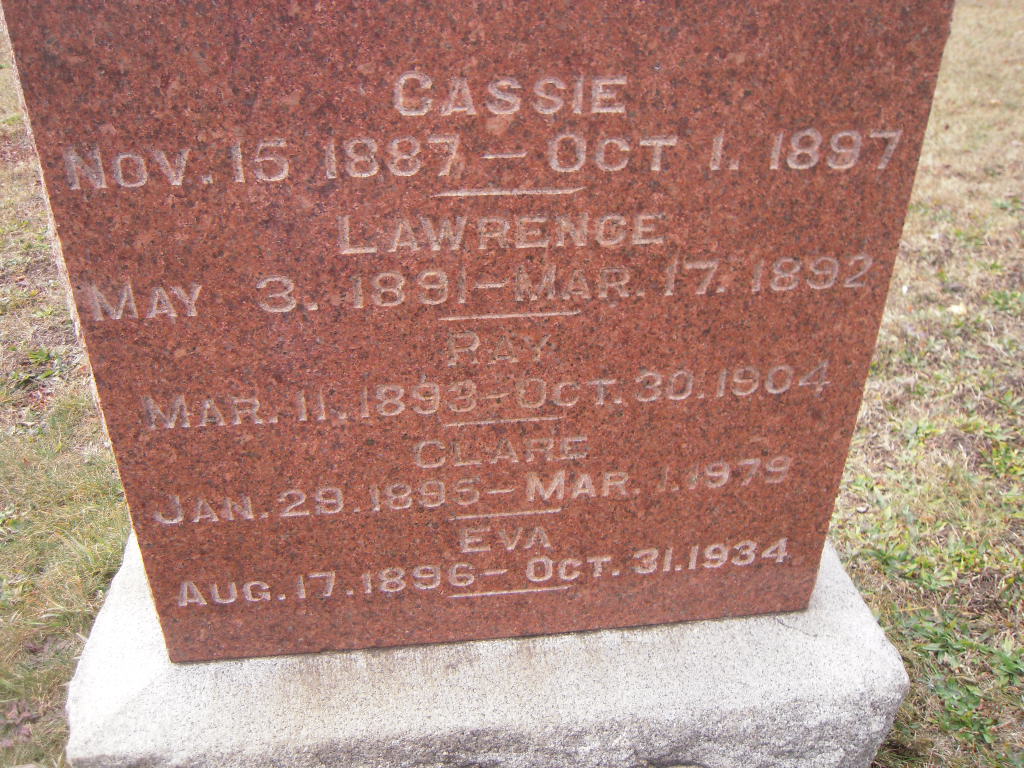 CASSIE
NOV. 15 1887 – OCT 1. 1897
LAWRENCE
MAY 3. 1891 – MAR. 17. 1892
RAY
MAR. 11. 1893 – OCT. 30. 1904
CLARE
JAN. 29. 1895 – MAR. 1. 1979
EVA
AUG. 17. 1896 – OCT. 31. 1934